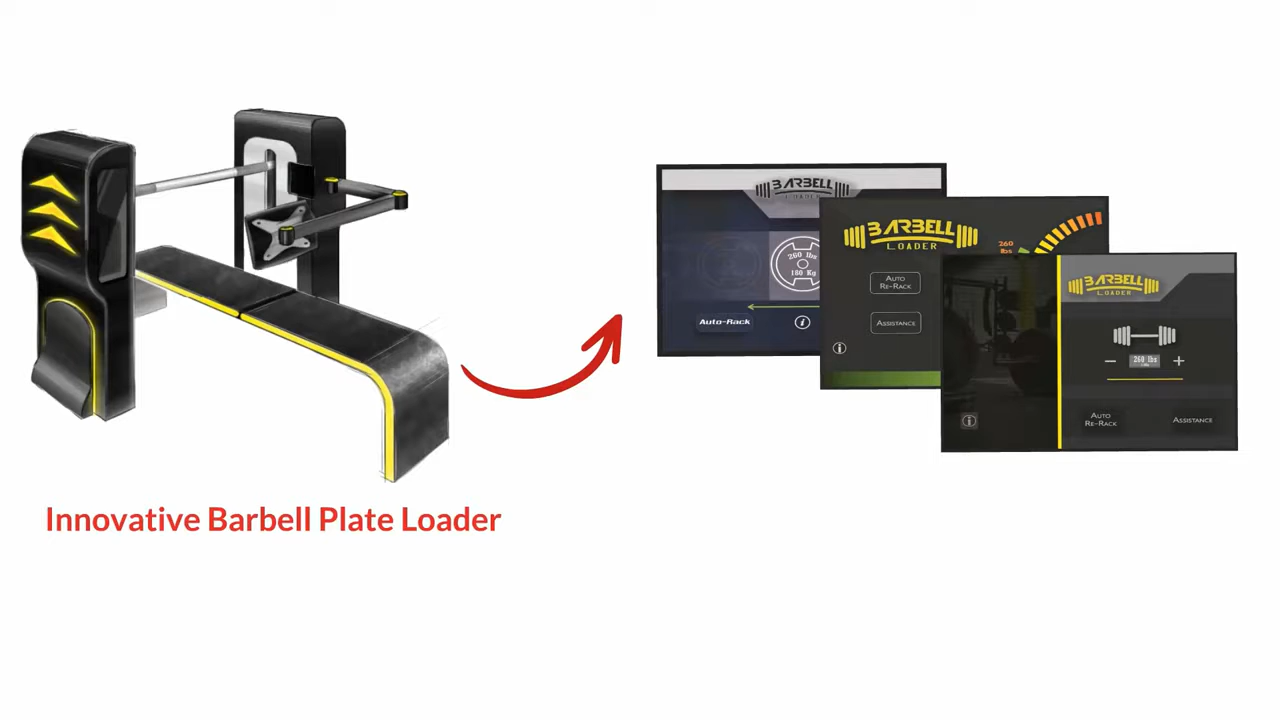 Innovative Barbell Plate Loader
BARBELL
LOADER
260 lbs
180 Kg
Auto-Rack
i
BARBELL
LOADER
260
lbs
AUTO
RE-RACK
ASSISTANCE
i
BARBELL
LOADER
260 lbs
i
AUTO
RE-RACK
ASSISTANCE